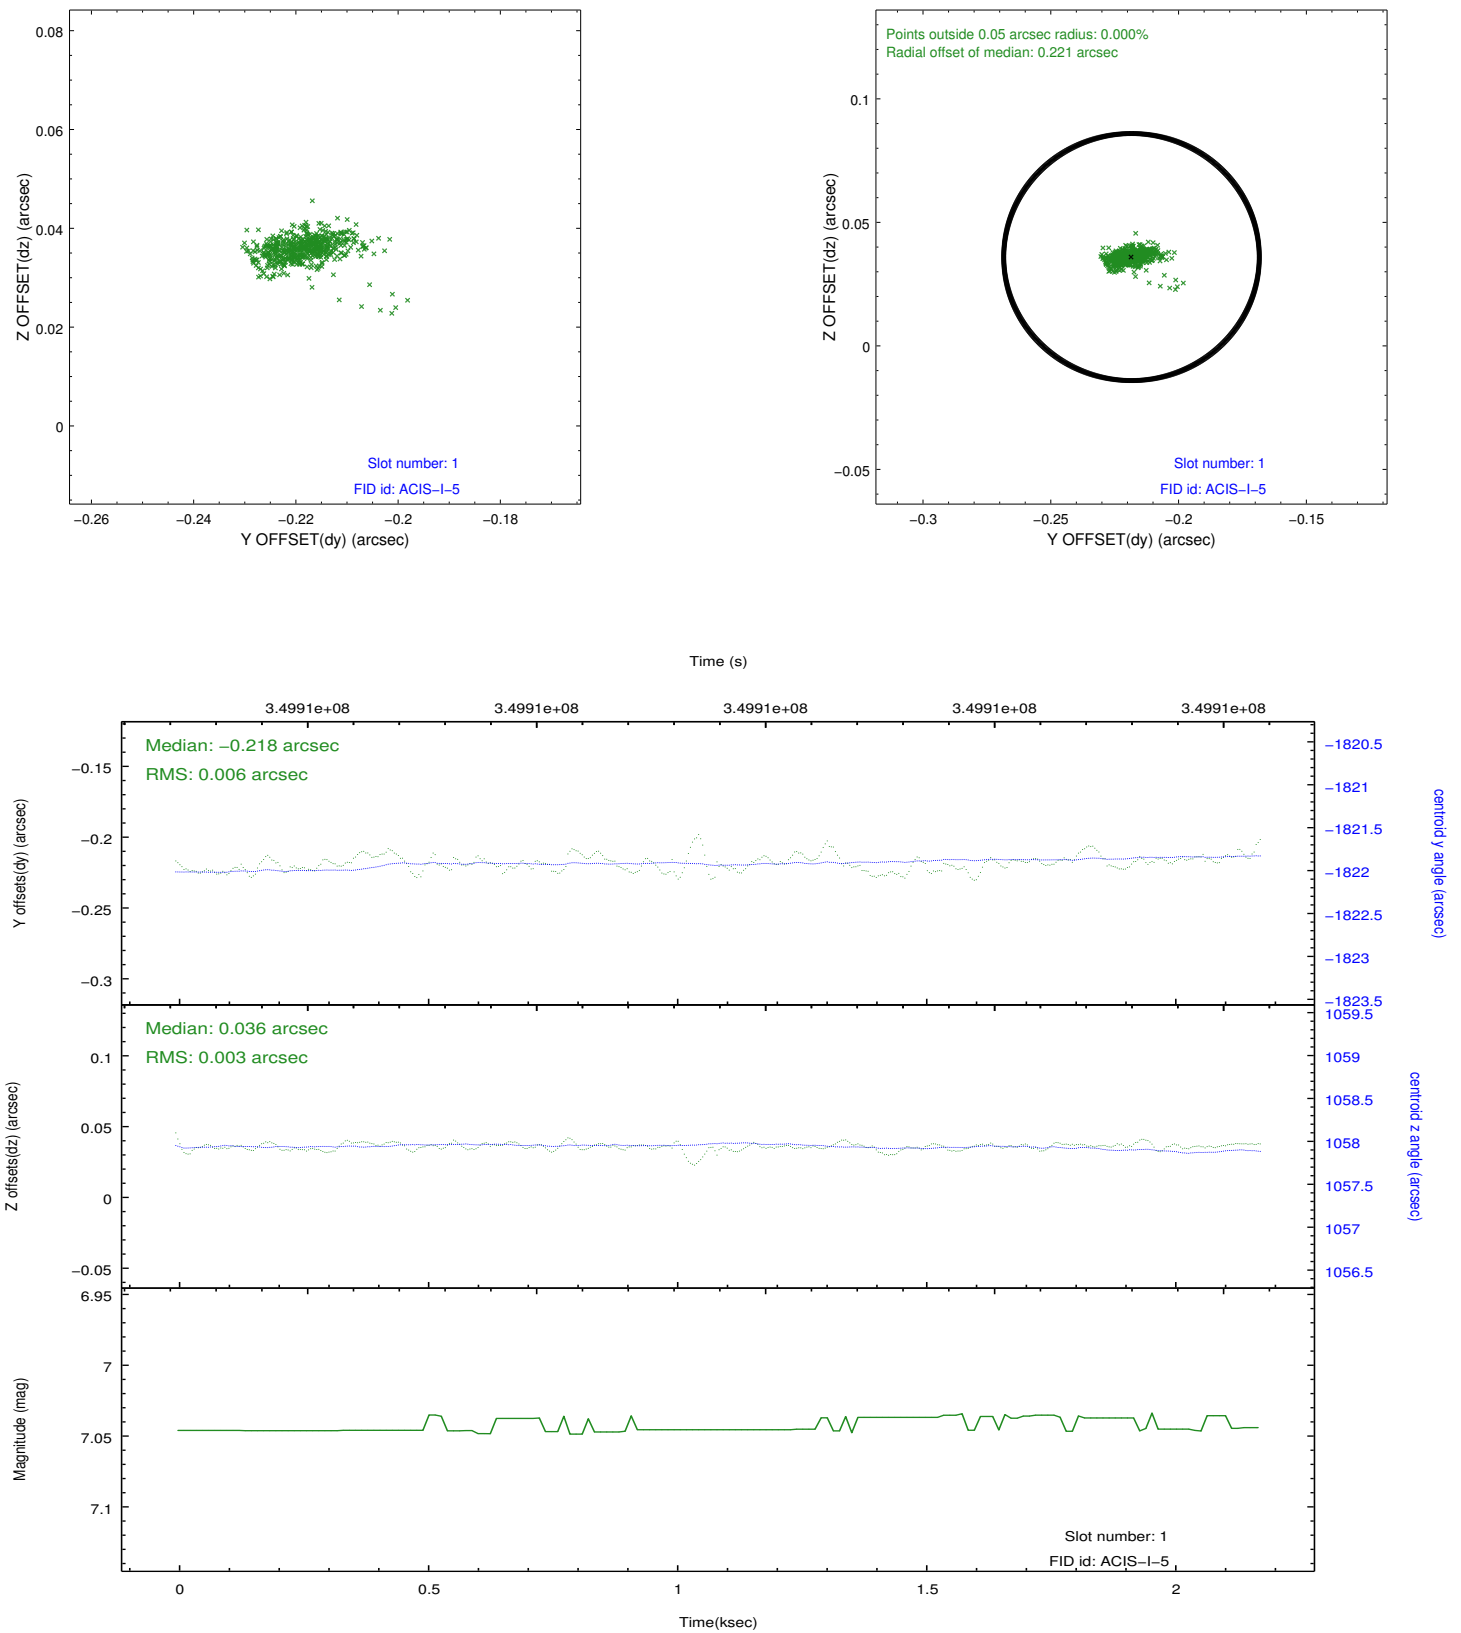 0.08
0.06
0.04
0.02
0
Z OFFSET(dz) (arcsec)
Slot number: 1
FID id: ACIS−I−5
−0.26
−0.24
−0.22
−0.2
−0.18
Y OFFSET(dy) (arcsec)
Points outside 0.05 arcsec radius: 0.000%
Radial offset of median: 0.221 arcsec
0.1
0.05
0
−0.05
Z OFFSET(dz) (arcsec)
Slot number: 1
FID id: ACIS−I−5
−0.3
−0.25
−0.2
−0.15
Y OFFSET(dy) (arcsec)
Time (s)
3.4991e+08
3.4991e+08
3.4991e+08
3.4991e+08
3.4991e+08
Median: −0.218 arcsec
RMS: 0.006 arcsec
−0.15
−0.2
−0.25
−0.3
Y offsets(dy) (arcsec)
−1820.5
−1821
−1821.5
−1822
−1822.5
−1823
−1823.5
centroid y angle (arcsec)
Median: 0.036 arcsec
RMS: 0.003 arcsec
0.1
0.05
0
−0.05
Z offsets(dz) (arcsec)
1059.5
1059
1058.5
1058
1057.5
1057
1056.5
centroid z angle (arcsec)
6.95
7
7.05
7.1
Magnitude (mag)
Slot number: 1
FID id: ACIS−I−5
0
0.5
1
1.5
2
Time(ksec)